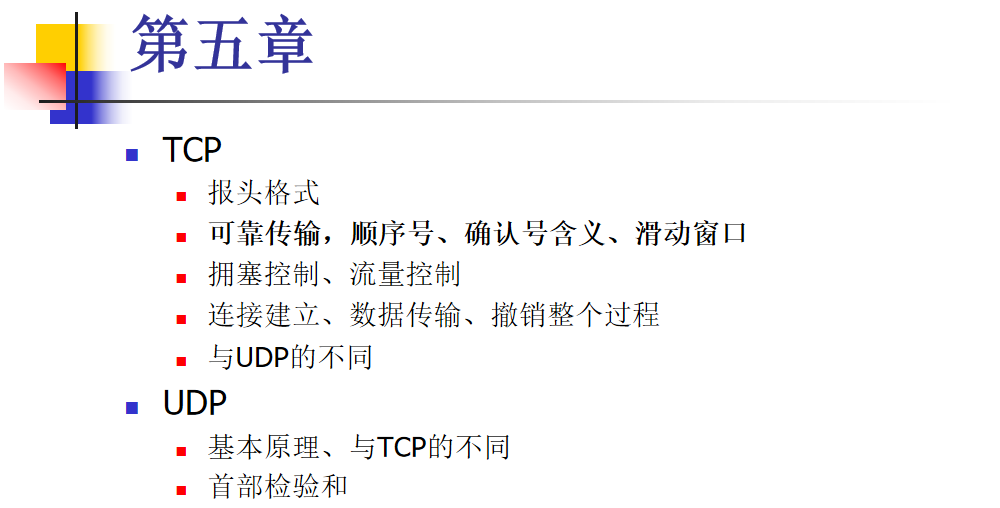 第五章
TCP
报头格式
可靠传输，顺序号、确认号含义、滑动窗口
拥塞控制、流量控制
连接建立、数据传输、撤销整个过程
与UDP的不同
UDP
基本原理、与TCP的不同
首部检验和